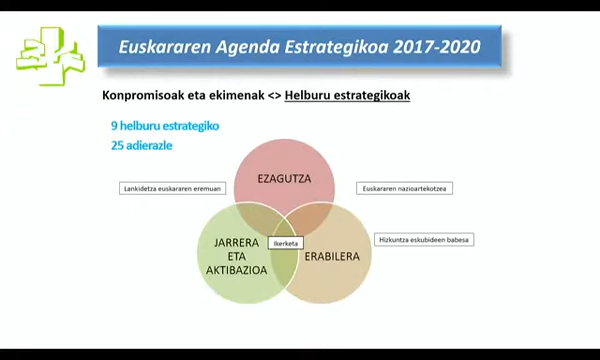 Euskararen Agenda Estrategikoa 2017-2020
Konpromisoak eta ekimenak <> Helburu estrategikoak
9 helburu estrategiko
25 adierazle
EZAGUTZA
Lankidetza euskararen eremuan
Euskararen nazioartekotzea
JARRERA
ETA
AKTIBAZIOA
Ikerketa
ERABILERA
Hizkuntza eskubideen babesa